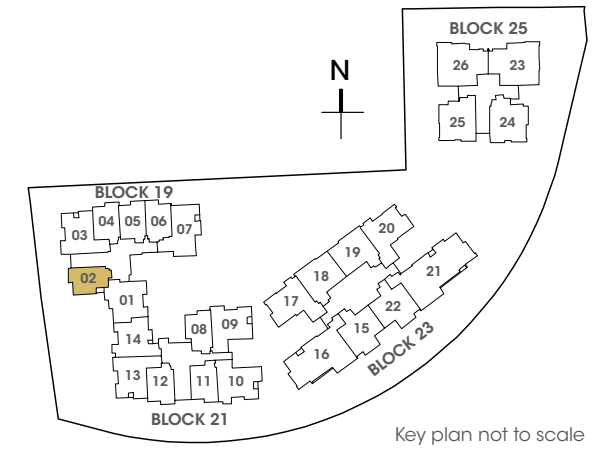 BLOCK 25
26 23
25 24
N
BLOCK 19
03 04 05 06 07
02
01
14
13 12 11 10
08 09
BLOCK 21
20
19
18
17
21
22
15
16
BLOCK 23
Key plan not to scale